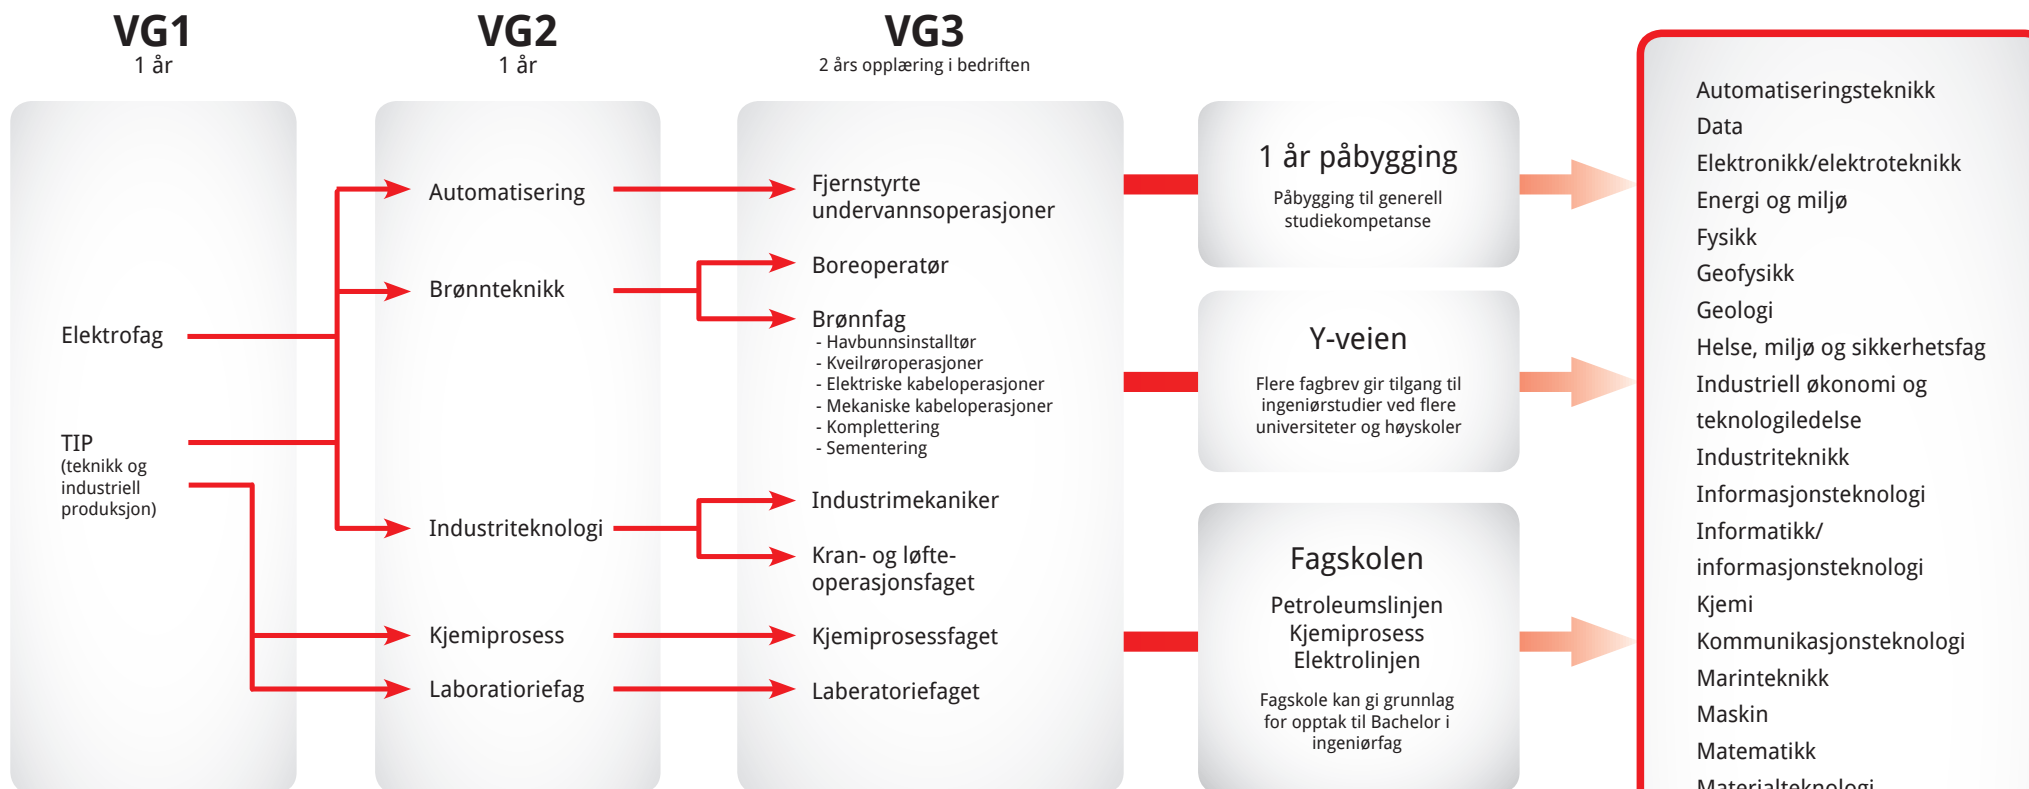 VG1
1 år
VG2
1 år
VG3
2 års opplæring i bedriften
Elektrofag
TIP
(teknikk og
industriell
produksjon)
Automatisering
Brønnteknikk
Industriteknologi
Kjemiprosess
Laboratioriefag
Fjernstyrte
undervannsoperasjoner
Boreoperatør
Brønnfag
- Havbunnsinstalltør
- Kveilrøroperasjoner
- Elektriske kabeloperasjoner
- Mekaniske kabeloperasjoner
- Komplettering
- Sementering
Industrimekaniker
Kran- og løfte-
operasjonsfaget
Kjemiprosessfaget
Laberatoriefaget
1 år påbygging
Påbygging til generell
studiekompetanse
Y-veien
Flere fagbrev gir tilgang til
ingeniørstudier ved flere
universiteter og høyskoler
Fagskolen
Petroleumslinjen
Kjemiprosess
Elektrolinjen
Fagskole kan gi grunnlag
for opptak til Bachelor i
ingeniørfag
Automatiseringsteknikk
Data
Elektronikk/elektroteknikk
Energi og miljø
Fysikk
Geofysikk
Geologi
Helse, miljø og sikkerhetsfag
Industriell økonomi og
teknologiledelse
Industriteknikk
Informasjonsteknologi
Informatikk/
informasjonsteknologi
Kjemi
Kommunikasjonsteknologi
Marinteknikk
Maskin
Matematikk
Materialteknologi